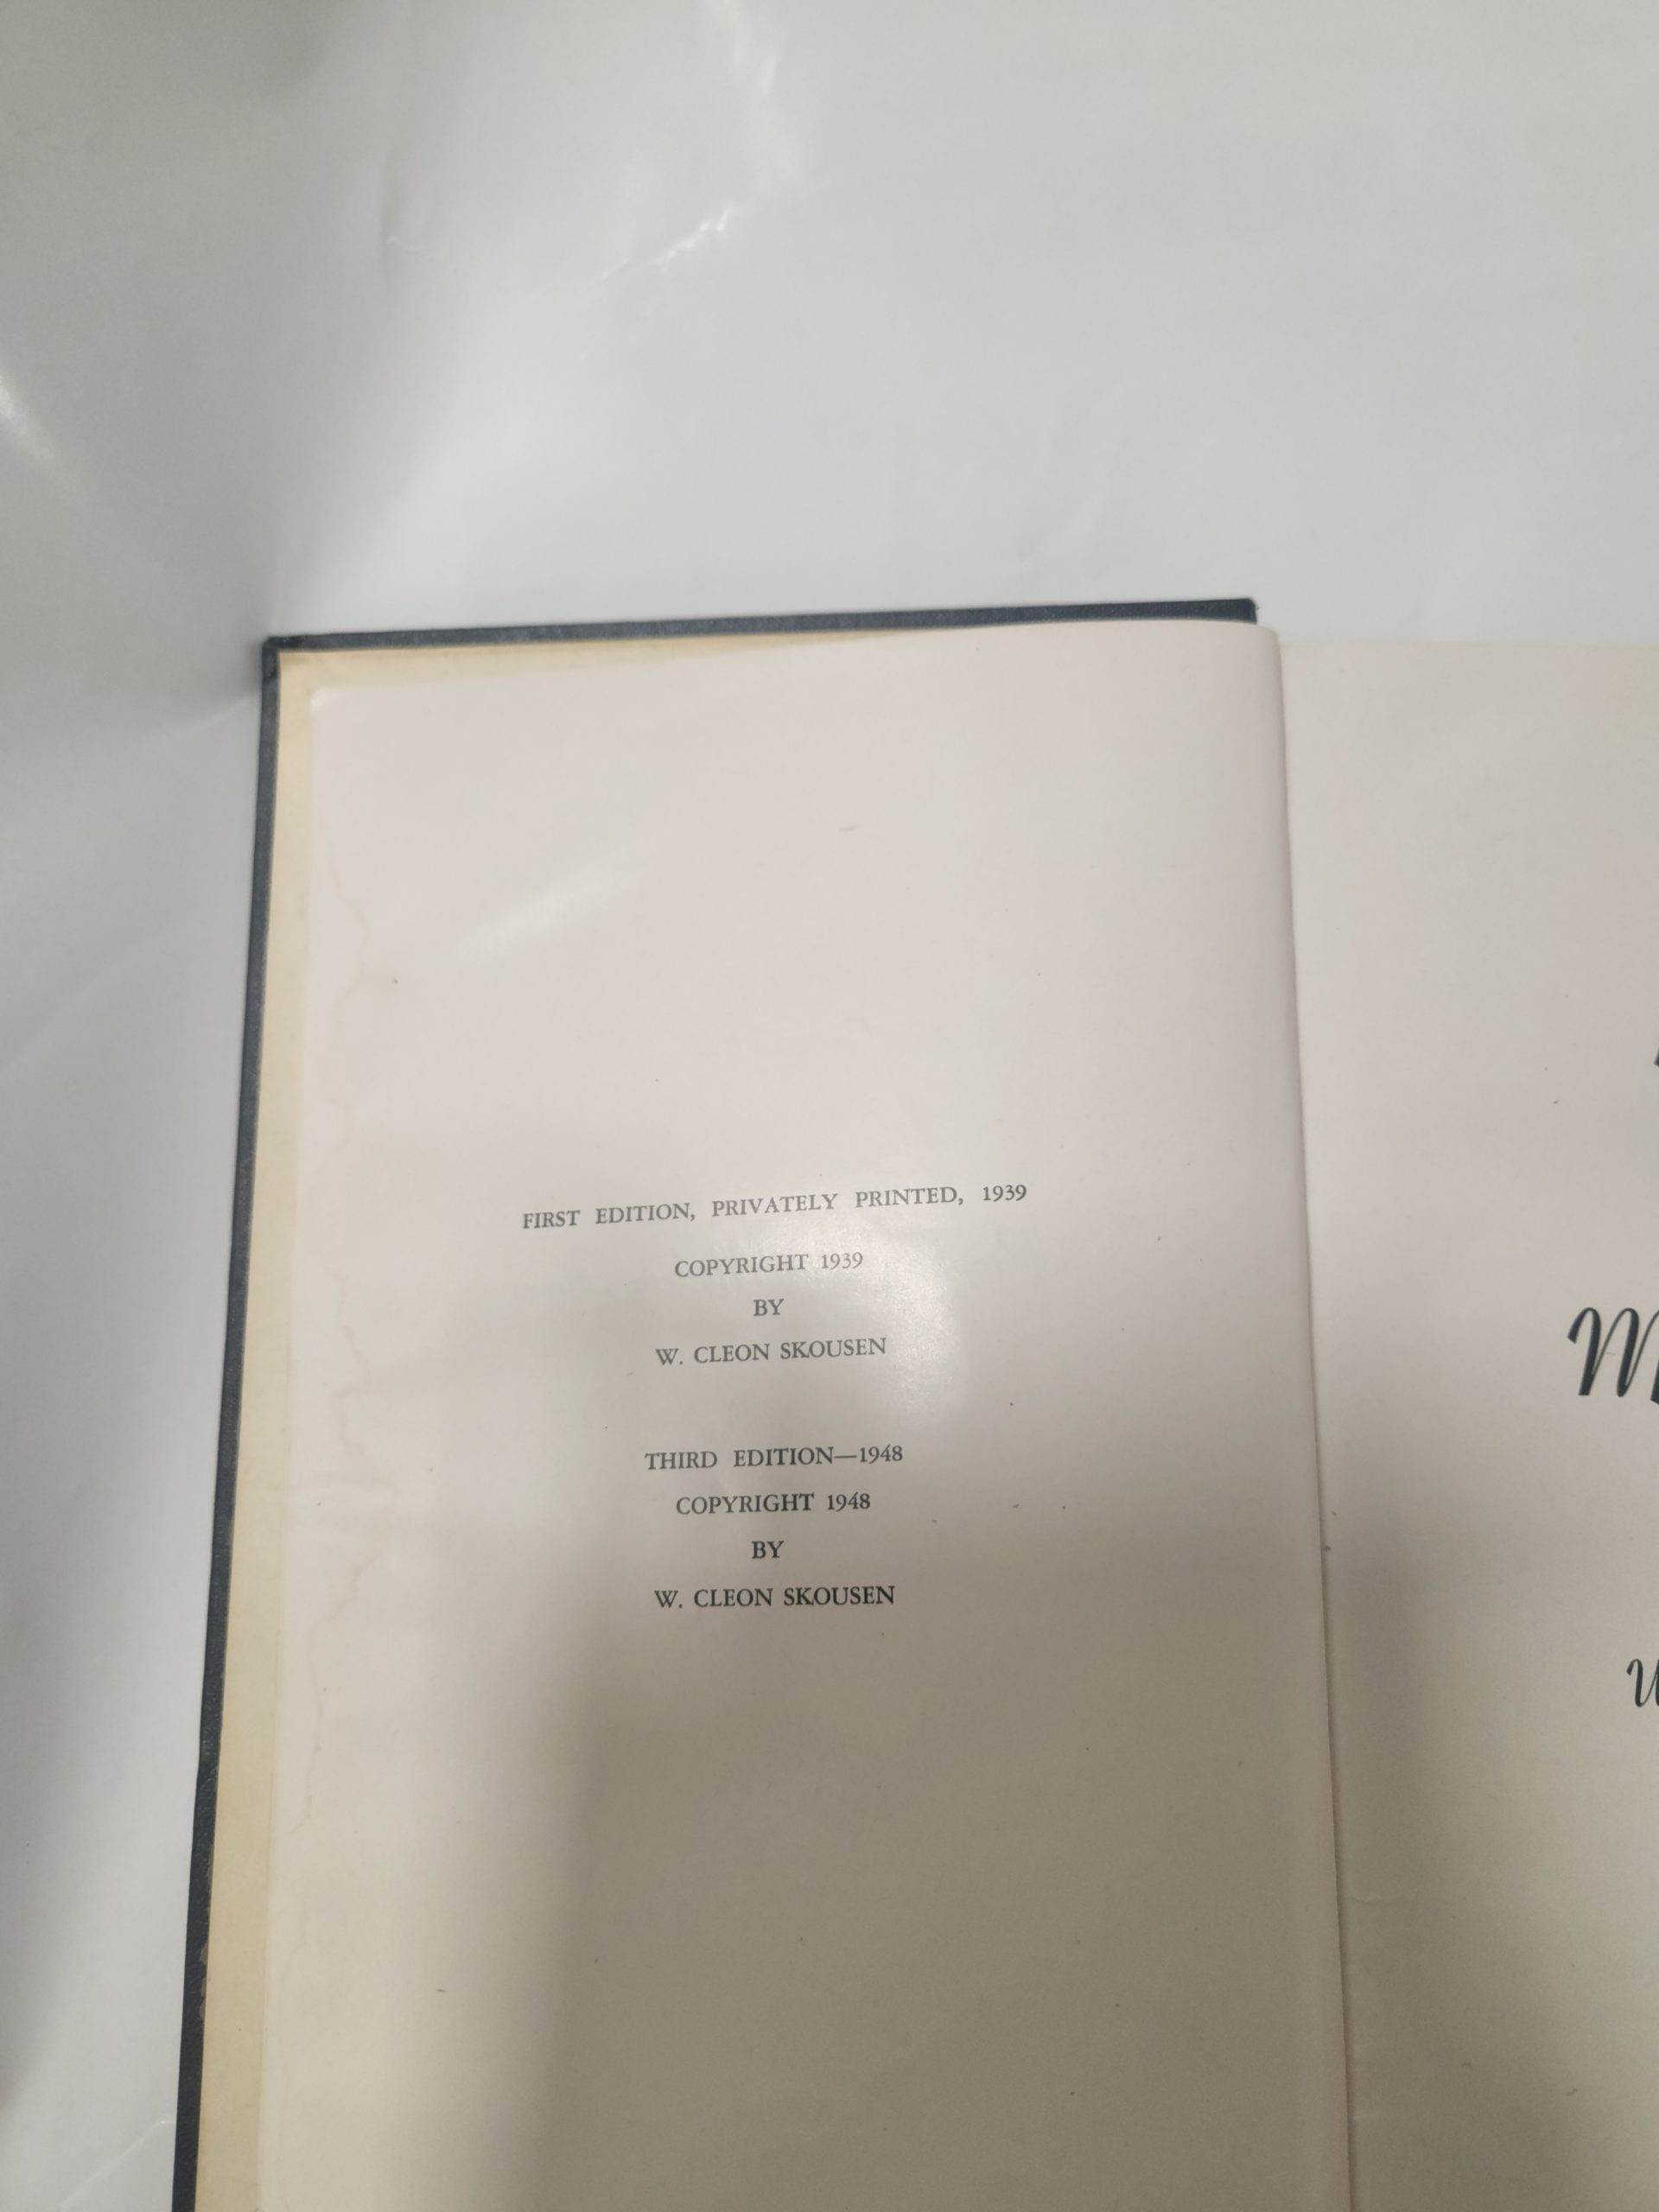 FIRST EDITION, PRIVATELY PRINTED, 1939
COPYRIGHT 1939
BY
W. CLEON SKOUSEN
THIRD EDITION—1948
COPYRIGHT 1948
BY
W. CLEON SKOUSEN